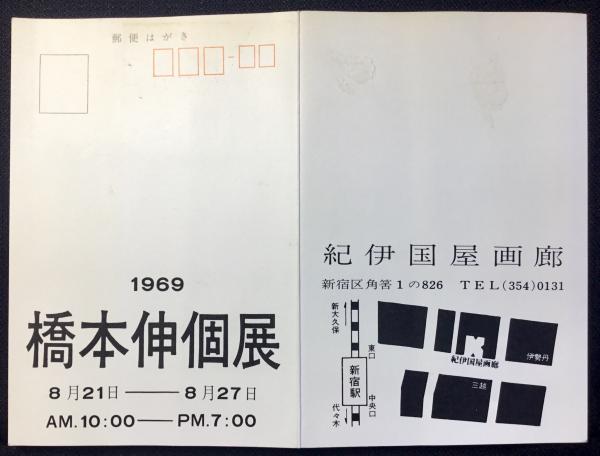 郵便はがき
1969
橋本伸個展
8月21日――8月27日
AM.10:00――PM.7:00
紀伊国屋画廊
新宿区角筈1の826 TEL(354)0131
新大久保
東口
新宿駅
中央口
代々木
紀伊国屋画廊
伊勢丹
三越